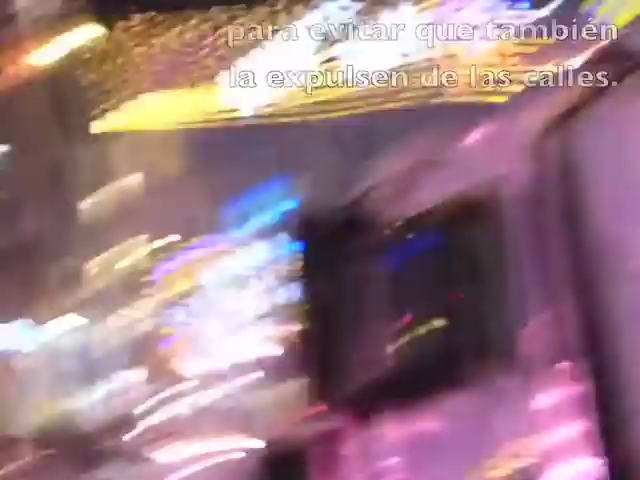 para evitar que también
la expulsen de las calles.